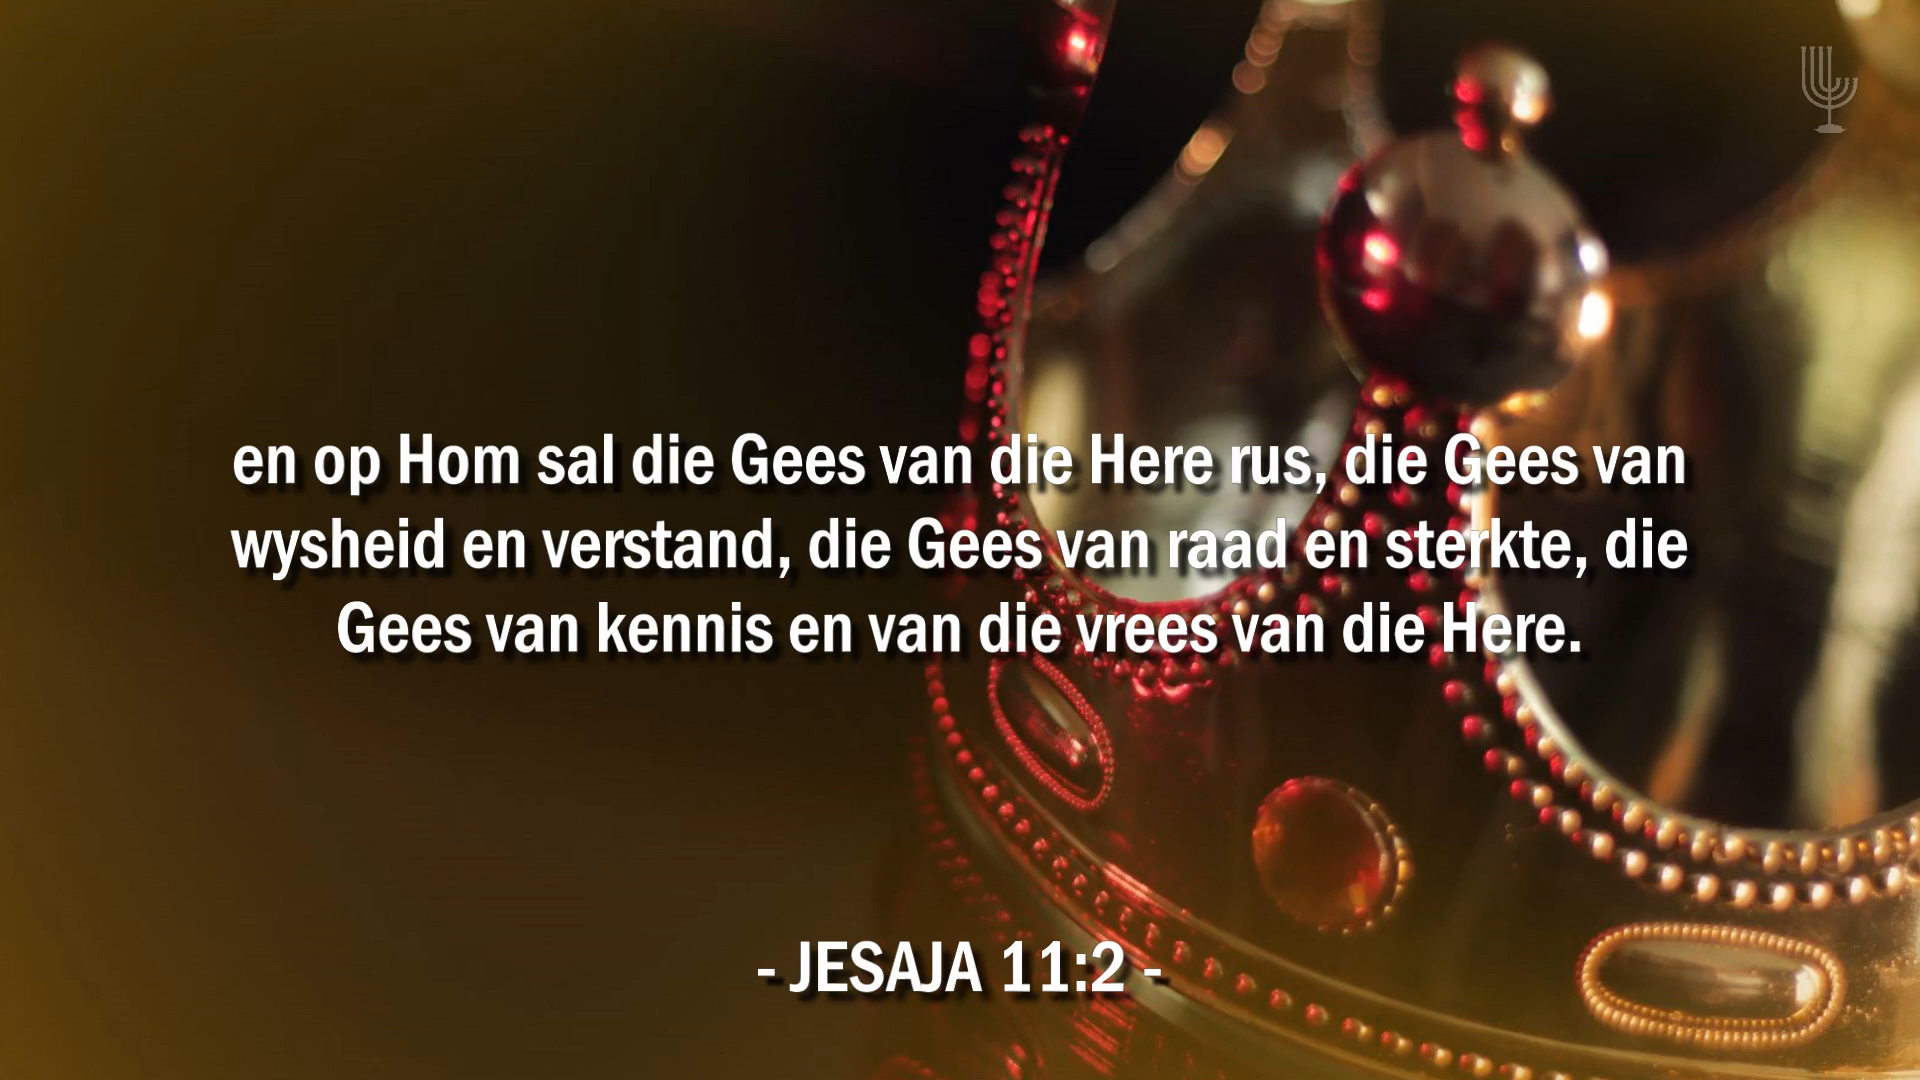 en op Hom sal die Gees van die Here rus, die Gees van
wysheid en verstand, die Gees van raad en sterkte, die
Gees van kennis en van die vrees van die Here.
- JESAJA 11:2 -